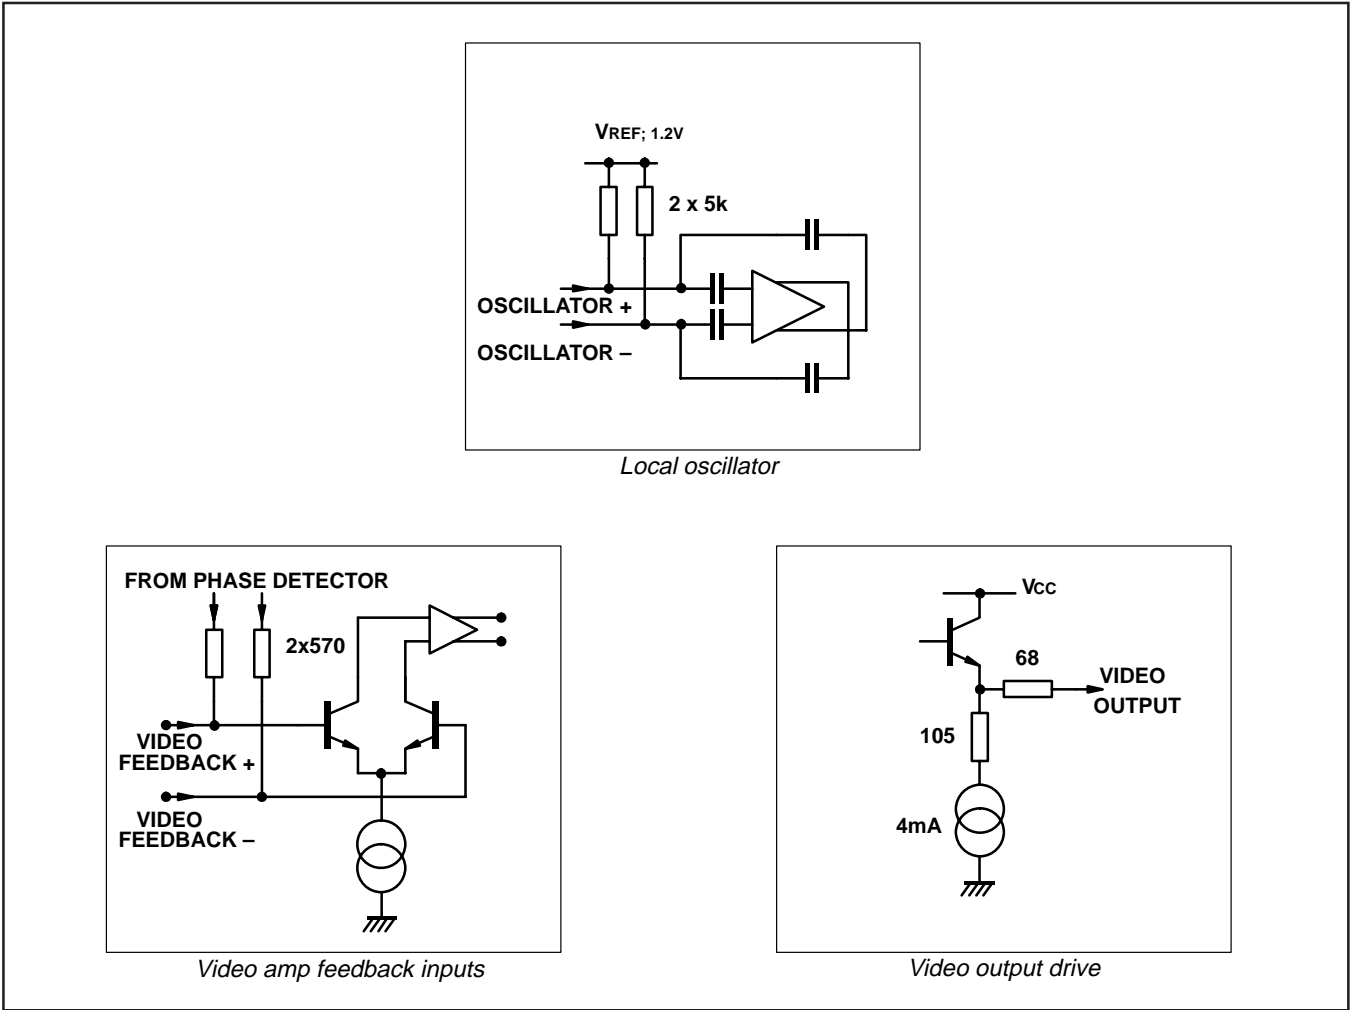 VREF; 1.2V
2 x 5k
OSCILLATOR +
OSCILLATOR –
Local oscillator
FROM PHASE DETECTOR
2x570
VIDEO
FEEDBACK +
VIDEO
FEEDBACK –
Video amp feedback inputs
VCC
68
VIDEO
OUTPUT
105
4mA
Video output drive